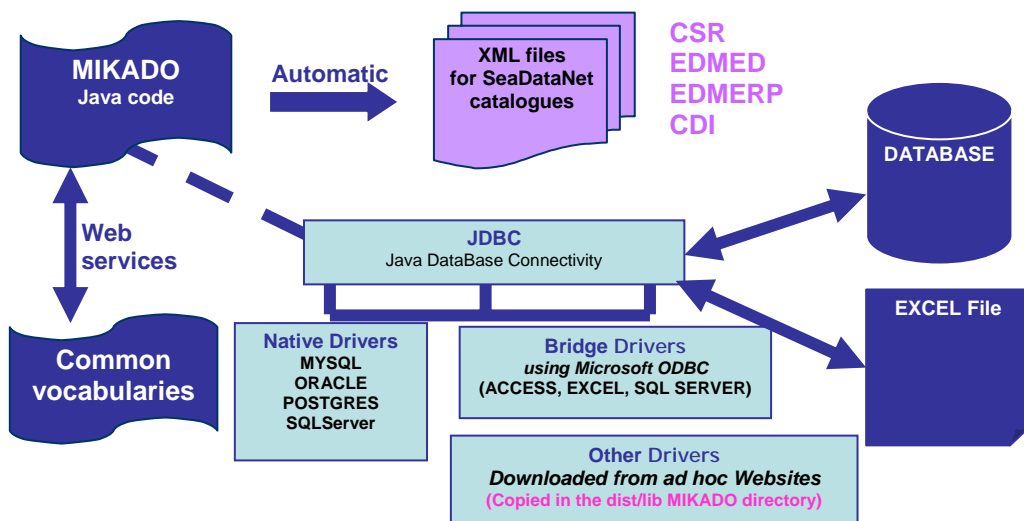 MIKADO
Java code
Automatic
XML files
for SeaDataNet
catalogues
CSR
EDMED
EDMERP
CDI
DATABASE
Web
services
JDBC
Java DataBase Connectivity
EXCEL File
Common
vocabularies
Native Drivers
MYSQL
ORACLE
POSTGRES
SQLServer
Bridge Drivers
using Microsoft ODBC
(ACCESS, EXCEL, SQL SERVER)
Other Drivers
Downloaded from ad hoc Websites
(Copied in the dist/lib MIKADO directory)